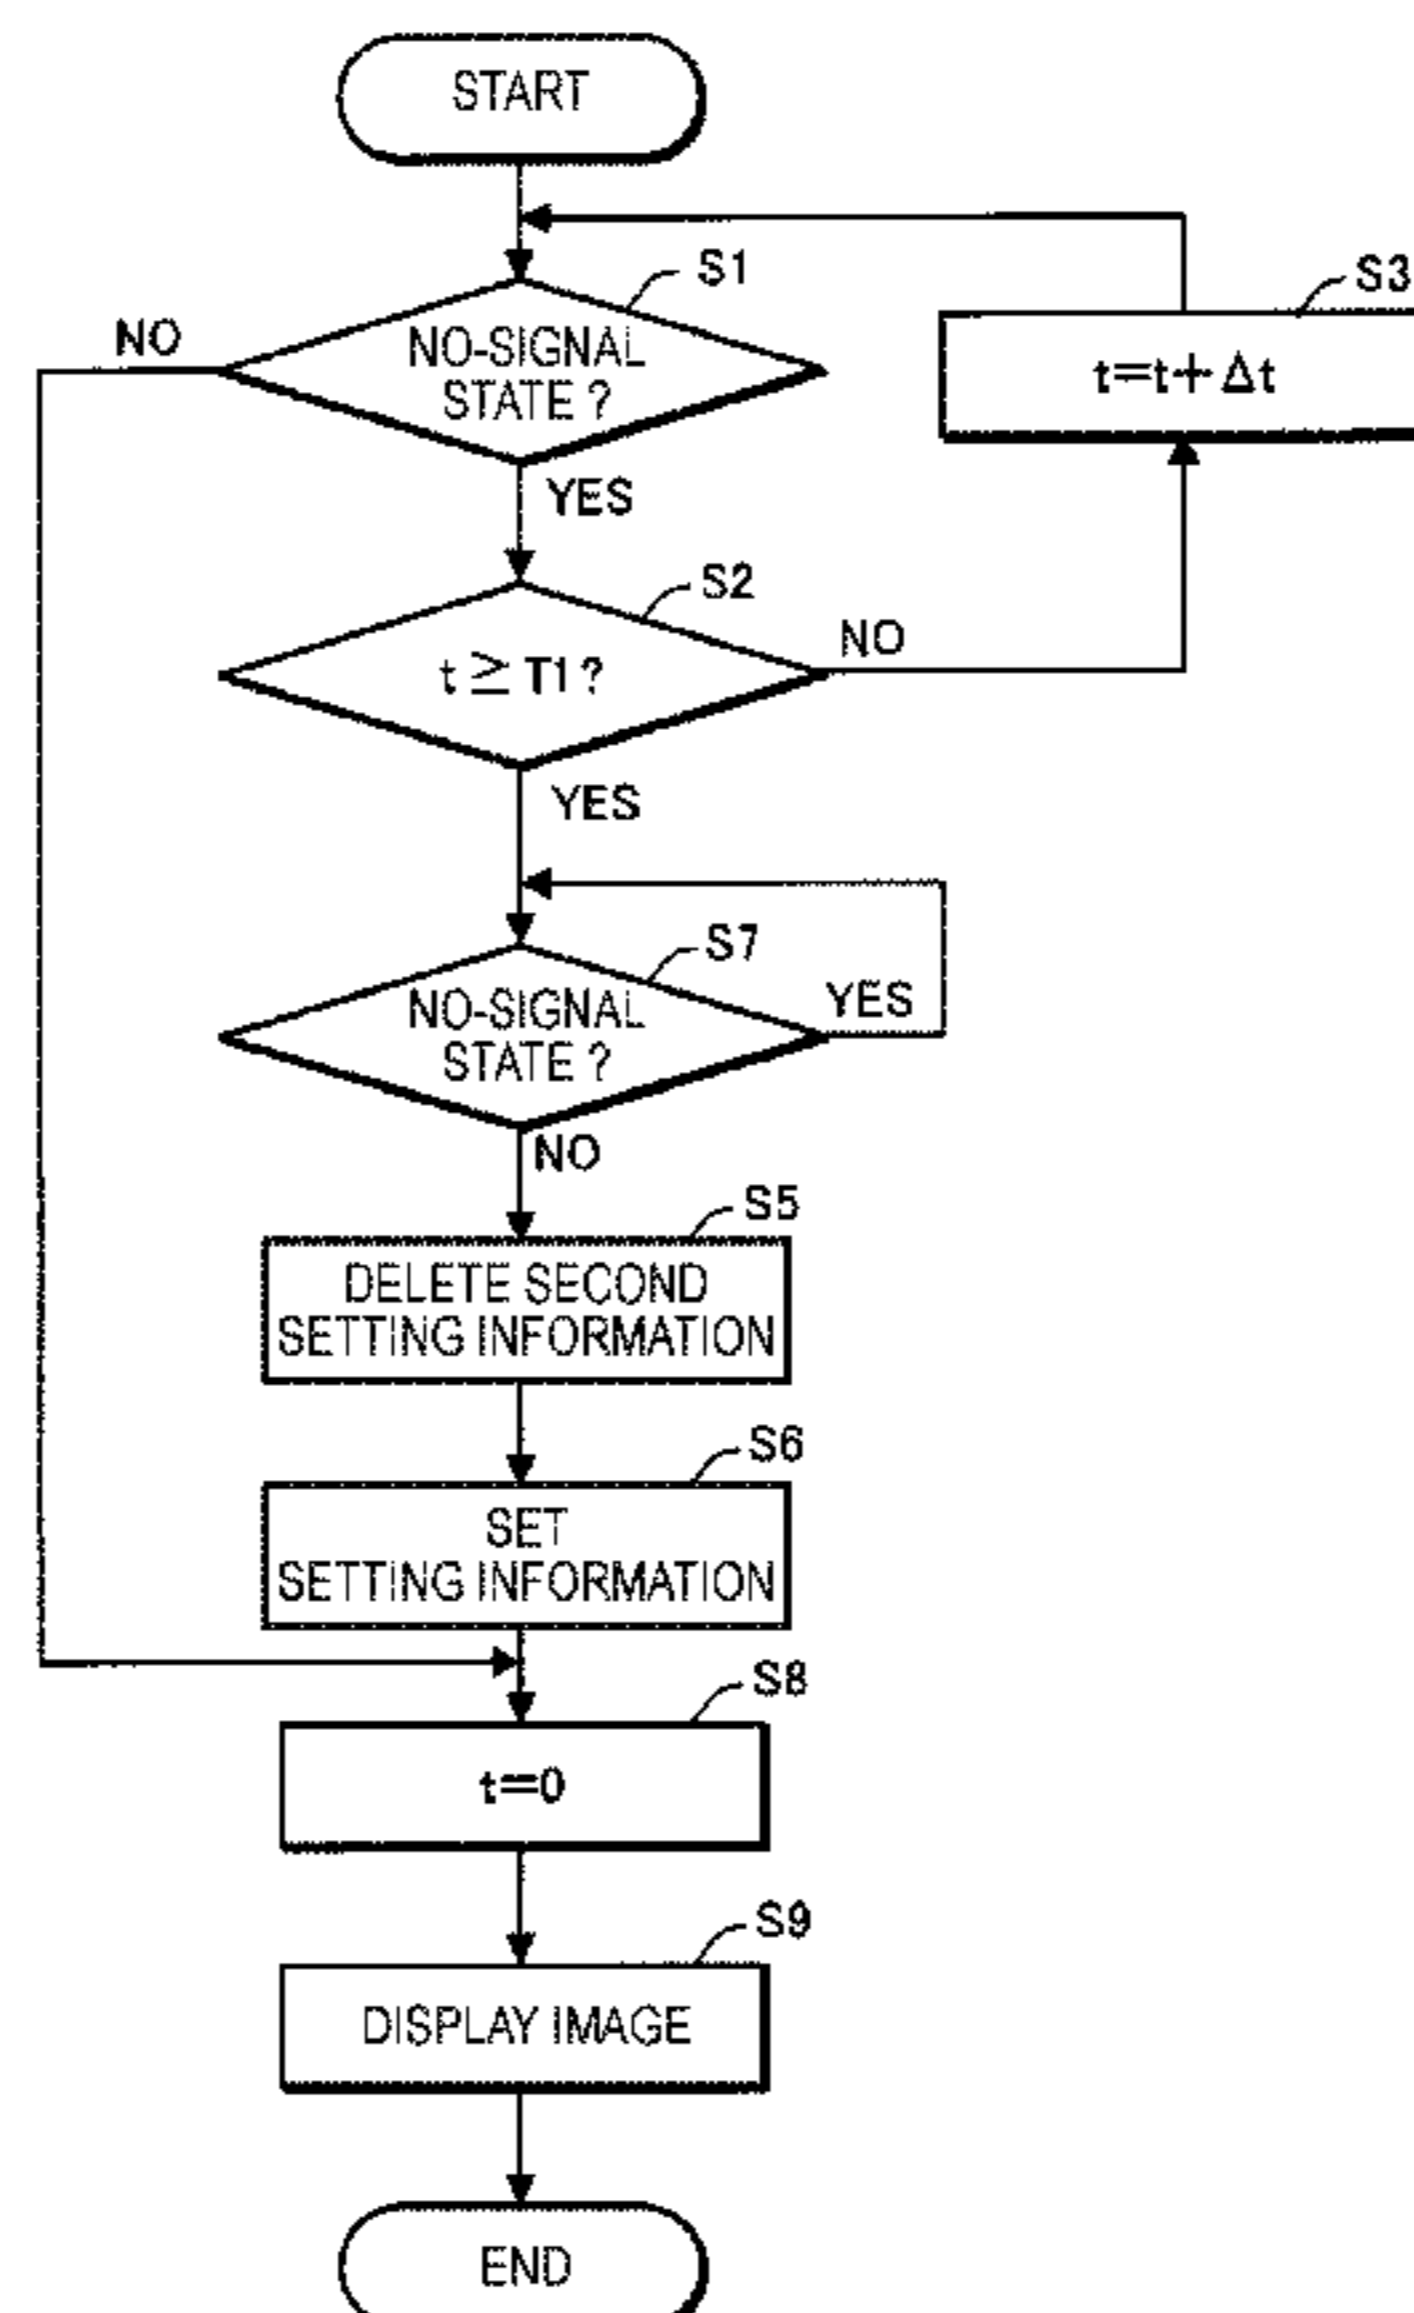 START
S1
S3
NO
NO-SIGNAL
STATE ?
t=t+Δt
YES
S2
NO
t ≧ T1 ?
YES
S7
NO-SIGNAL
STATE ?
YES
NO
S5
DELETE SECOND
SETTING INFORMATION
S6
SET
SETTING INFORMATION
S8
t=0
S9
DISPLAY IMAGE
END